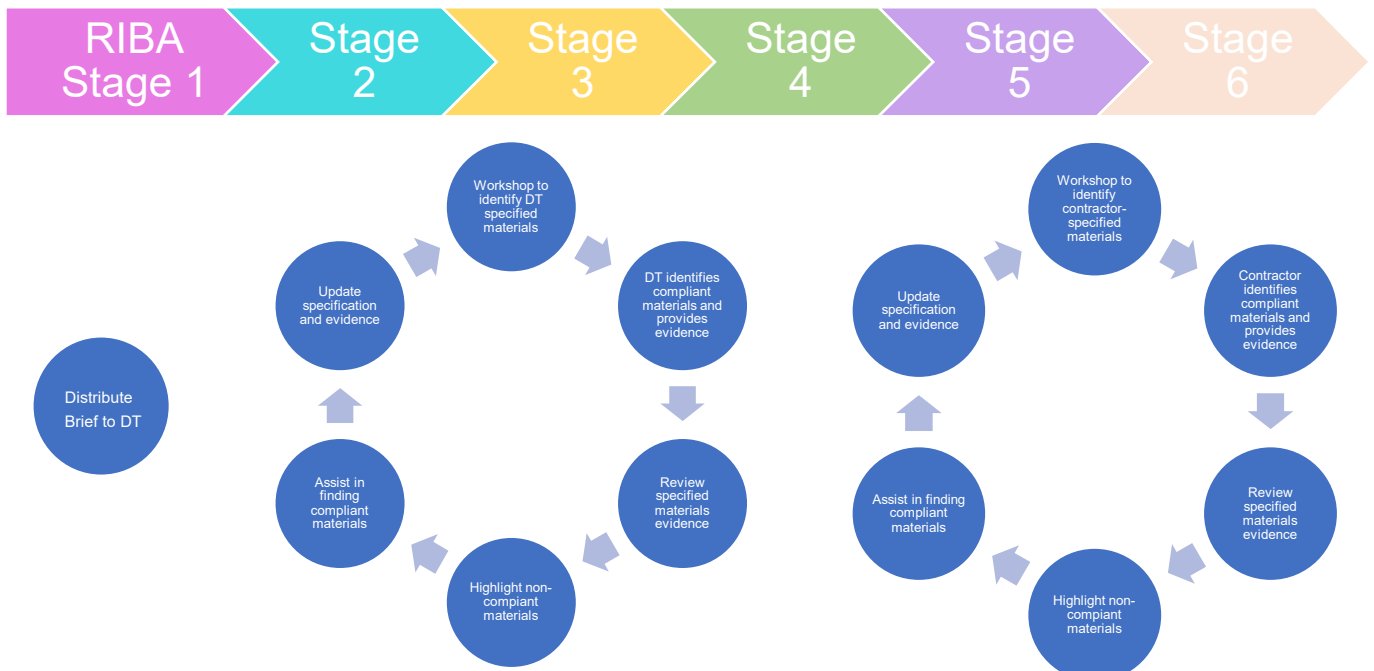 RIBA
Stage 1
Stage
2
Stage
3
Stage
4
Stage
5
Stage
6
Distribute
Brief to DT
Workshop to
identify DT
specified
materials
DT identifies
compliant
materials and
provides
evidence
Review
specified
materials
evidence
Highlight non-
compiant
materials
Assist in
finding
compliant
materials
Update
specification
and evidence
Workshop to
identify
contractor-
specified
materials
Contractor
identifies
compliant
materials and
provides
evidence
Review
specified
materials
evidence
Highlight non-
compiant
materials
Assist in finding
compliant
materials
Update
specification
and evidence